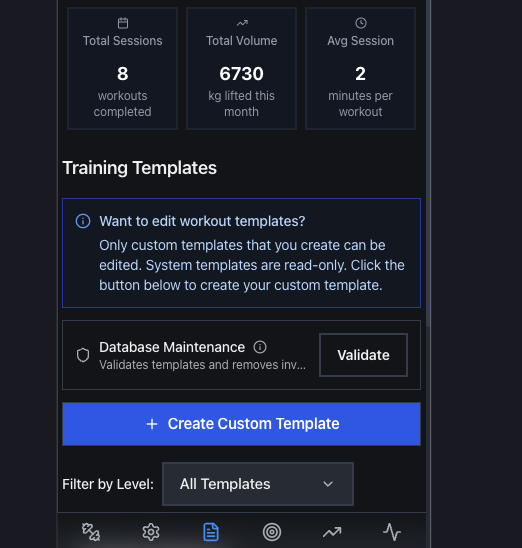 Total Sessions
Total Volume
Avg Session
8
6730
2
workouts
completed
kg lifted this
month
minutes per
workout
Training Templates
Want to edit workout templates?
Only custom templates that you create can be
edited. System templates are read-only. Click the
button below to create your custom template.
Database Maintenance
Validates templates and removes inv...
Validate
+ Create Custom Template
Filter by Level:
All Templates